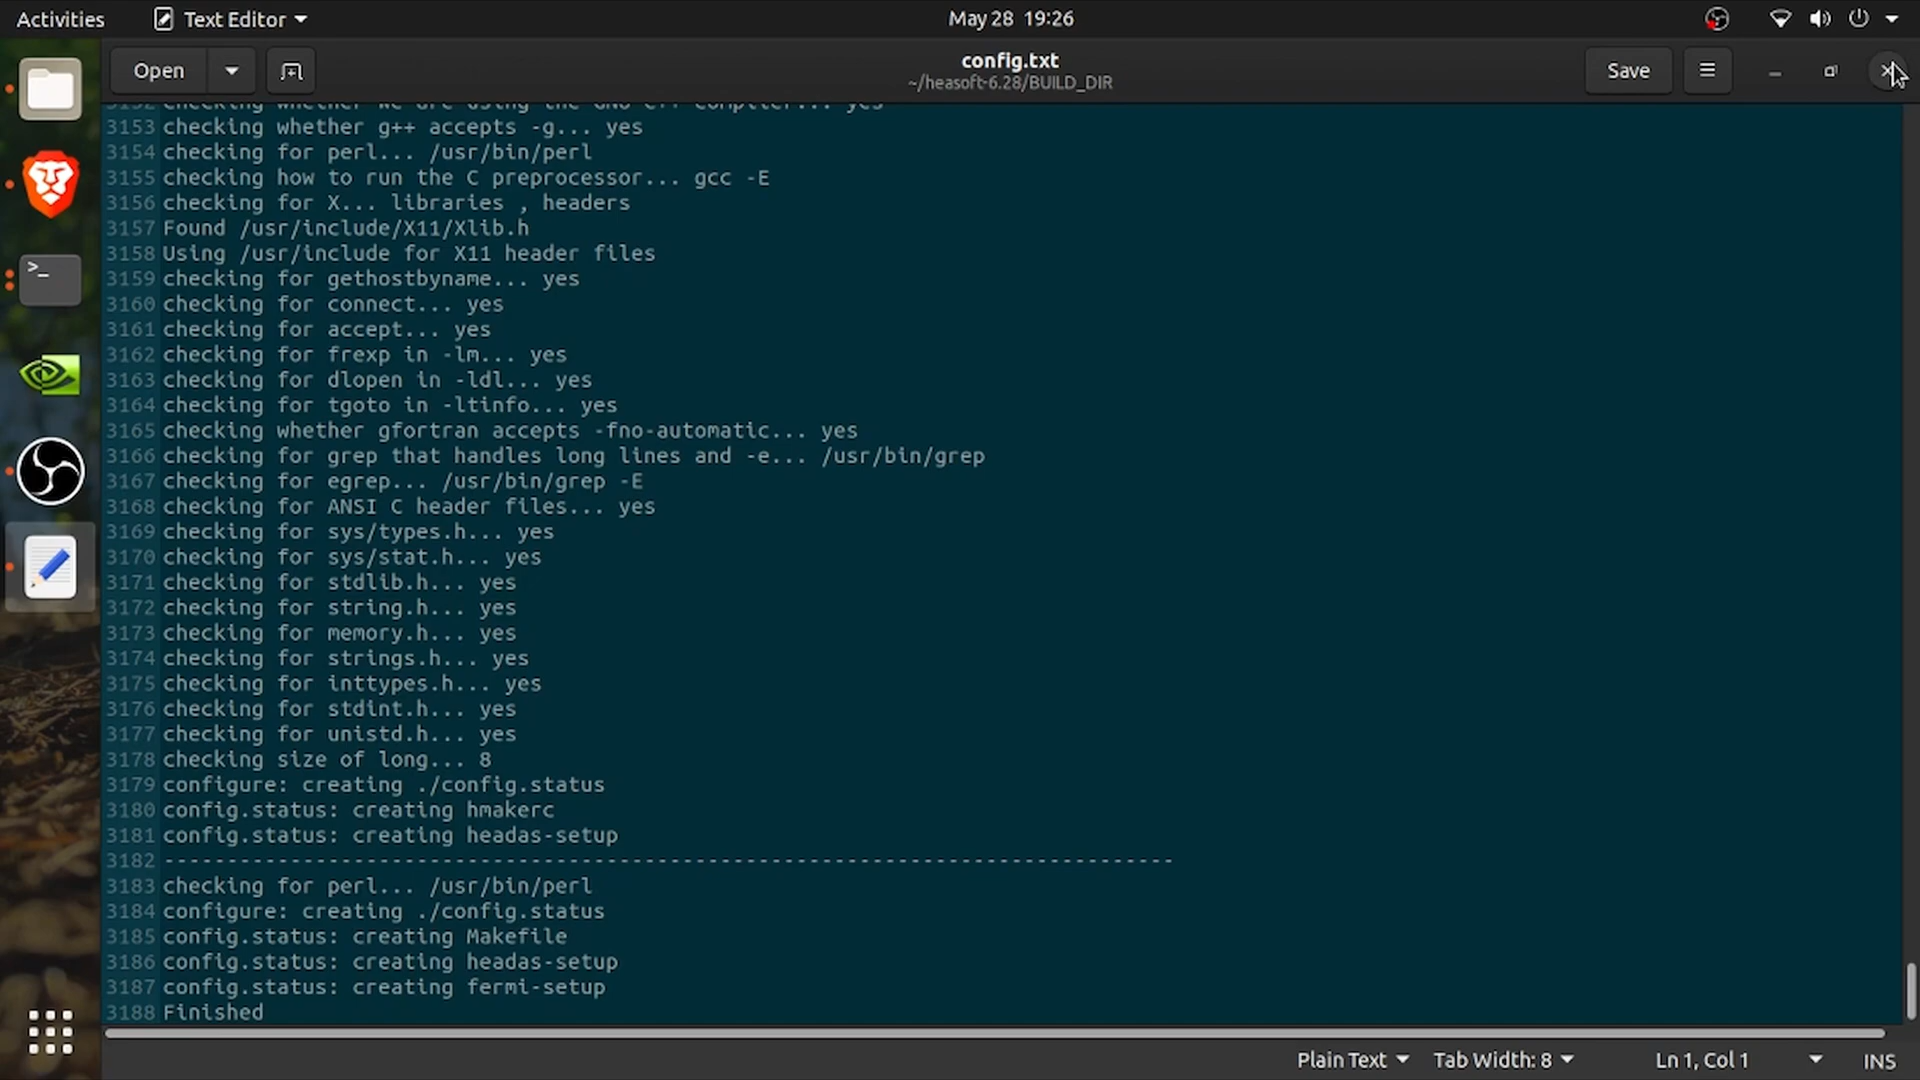 Activities Text Editor May 28 19:26
Open config.txt Save
~/heasoft-6.28/BUILD_DIR
3152 checking whether we are using the GNU C++ compiler... yes
3153 checking whether g++ accepts -g... yes
3154 checking for perl... /usr/bin/perl
3155 checking how to run the C preprocessor... gcc -E
3156 checking for X... libraries , headers
3157 Found /usr/include/X11/Xlib.h
3158 Using /usr/include for X11 header files
3159 checking for gethostbyname... yes
3160 checking for connect... yes
3161 checking for accept... yes
3162 checking for frexp in -lm... yes
3163 checking for dlopen in -ldl... yes
3164 checking for tgoto in -ltinfo... yes
3165 checking whether gfortran accepts -fno-automatic... yes
3166 checking for grep that handles long lines and -e... /usr/bin/grep
3167 checking for egrep... /usr/bin/grep -E
3168 checking for ANSI C header files... yes
3169 checking for sys/types.h... yes
3170 checking for sys/stat.h... yes
3171 checking for stdlib.h... yes
3172 checking for string.h... yes
3173 checking for memory.h... yes
3174 checking for strings.h... yes
3175 checking for inttypes.h... yes
3176 checking for stdint.h... yes
3177 checking for unistd.h... yes
3178 checking size of long... 8
3179 configure: creating ./config.status
3180 config.status: creating hmakerc
3181 config.status: creating headas-setup
3182 --------------------------------------------------------------------------------
3183 checking for perl... /usr/bin/perl
3184 configure: creating ./config.status
3185 config.status: creating Makefile
3186 config.status: creating headas-setup
3187 config.status: creating fermi-setup
3188 Finished
Plain Text Tab Width: 8 Ln 1, Col 1 INS